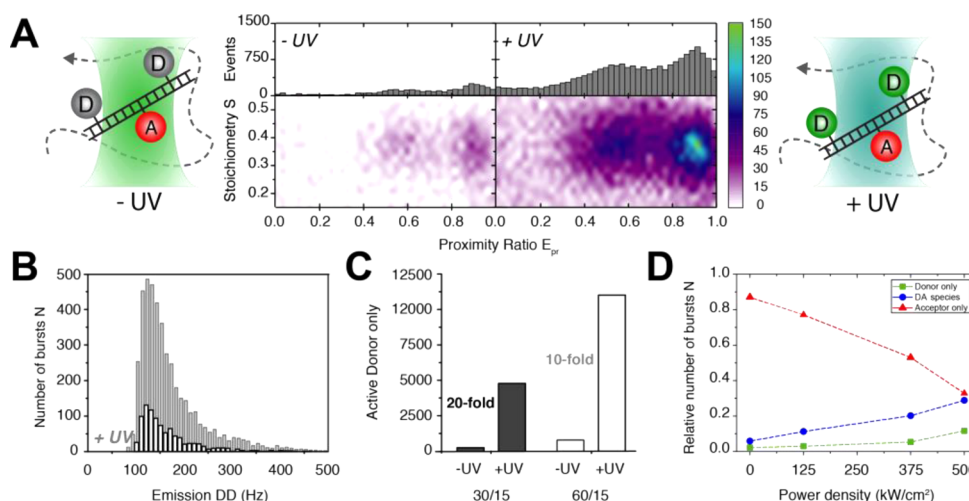 A
D
D
A
- UV
Events
1500
750
0
- UV
+ UV
Stoichiometry S
0.5
0.4
0.3
0.2
0.0 0.2 0.4 0.6 0.8 0.0 0.2 0.4 0.6 0.8 1.0
Proximity Ratio Epr
150
135
120
105
90
75
60
45
30
15
0
D
D
A
+ UV
B
Number of bursts N
500
400
300
200
100
0
+ UV
0 100 200 300 400 500
Emission DD (Hz)
C
Active Donor only
12500
10000
7500
5000
2500
0
20-fold
10-fold
-UV +UV -UV +UV
30/15 60/15
D
Relative number of bursts N
1.0
0.8
0.6
0.4
0.2
0.0
Donor only
DA species
Acceptor only
0 125 250 375 500
Power density (kW/cm²)